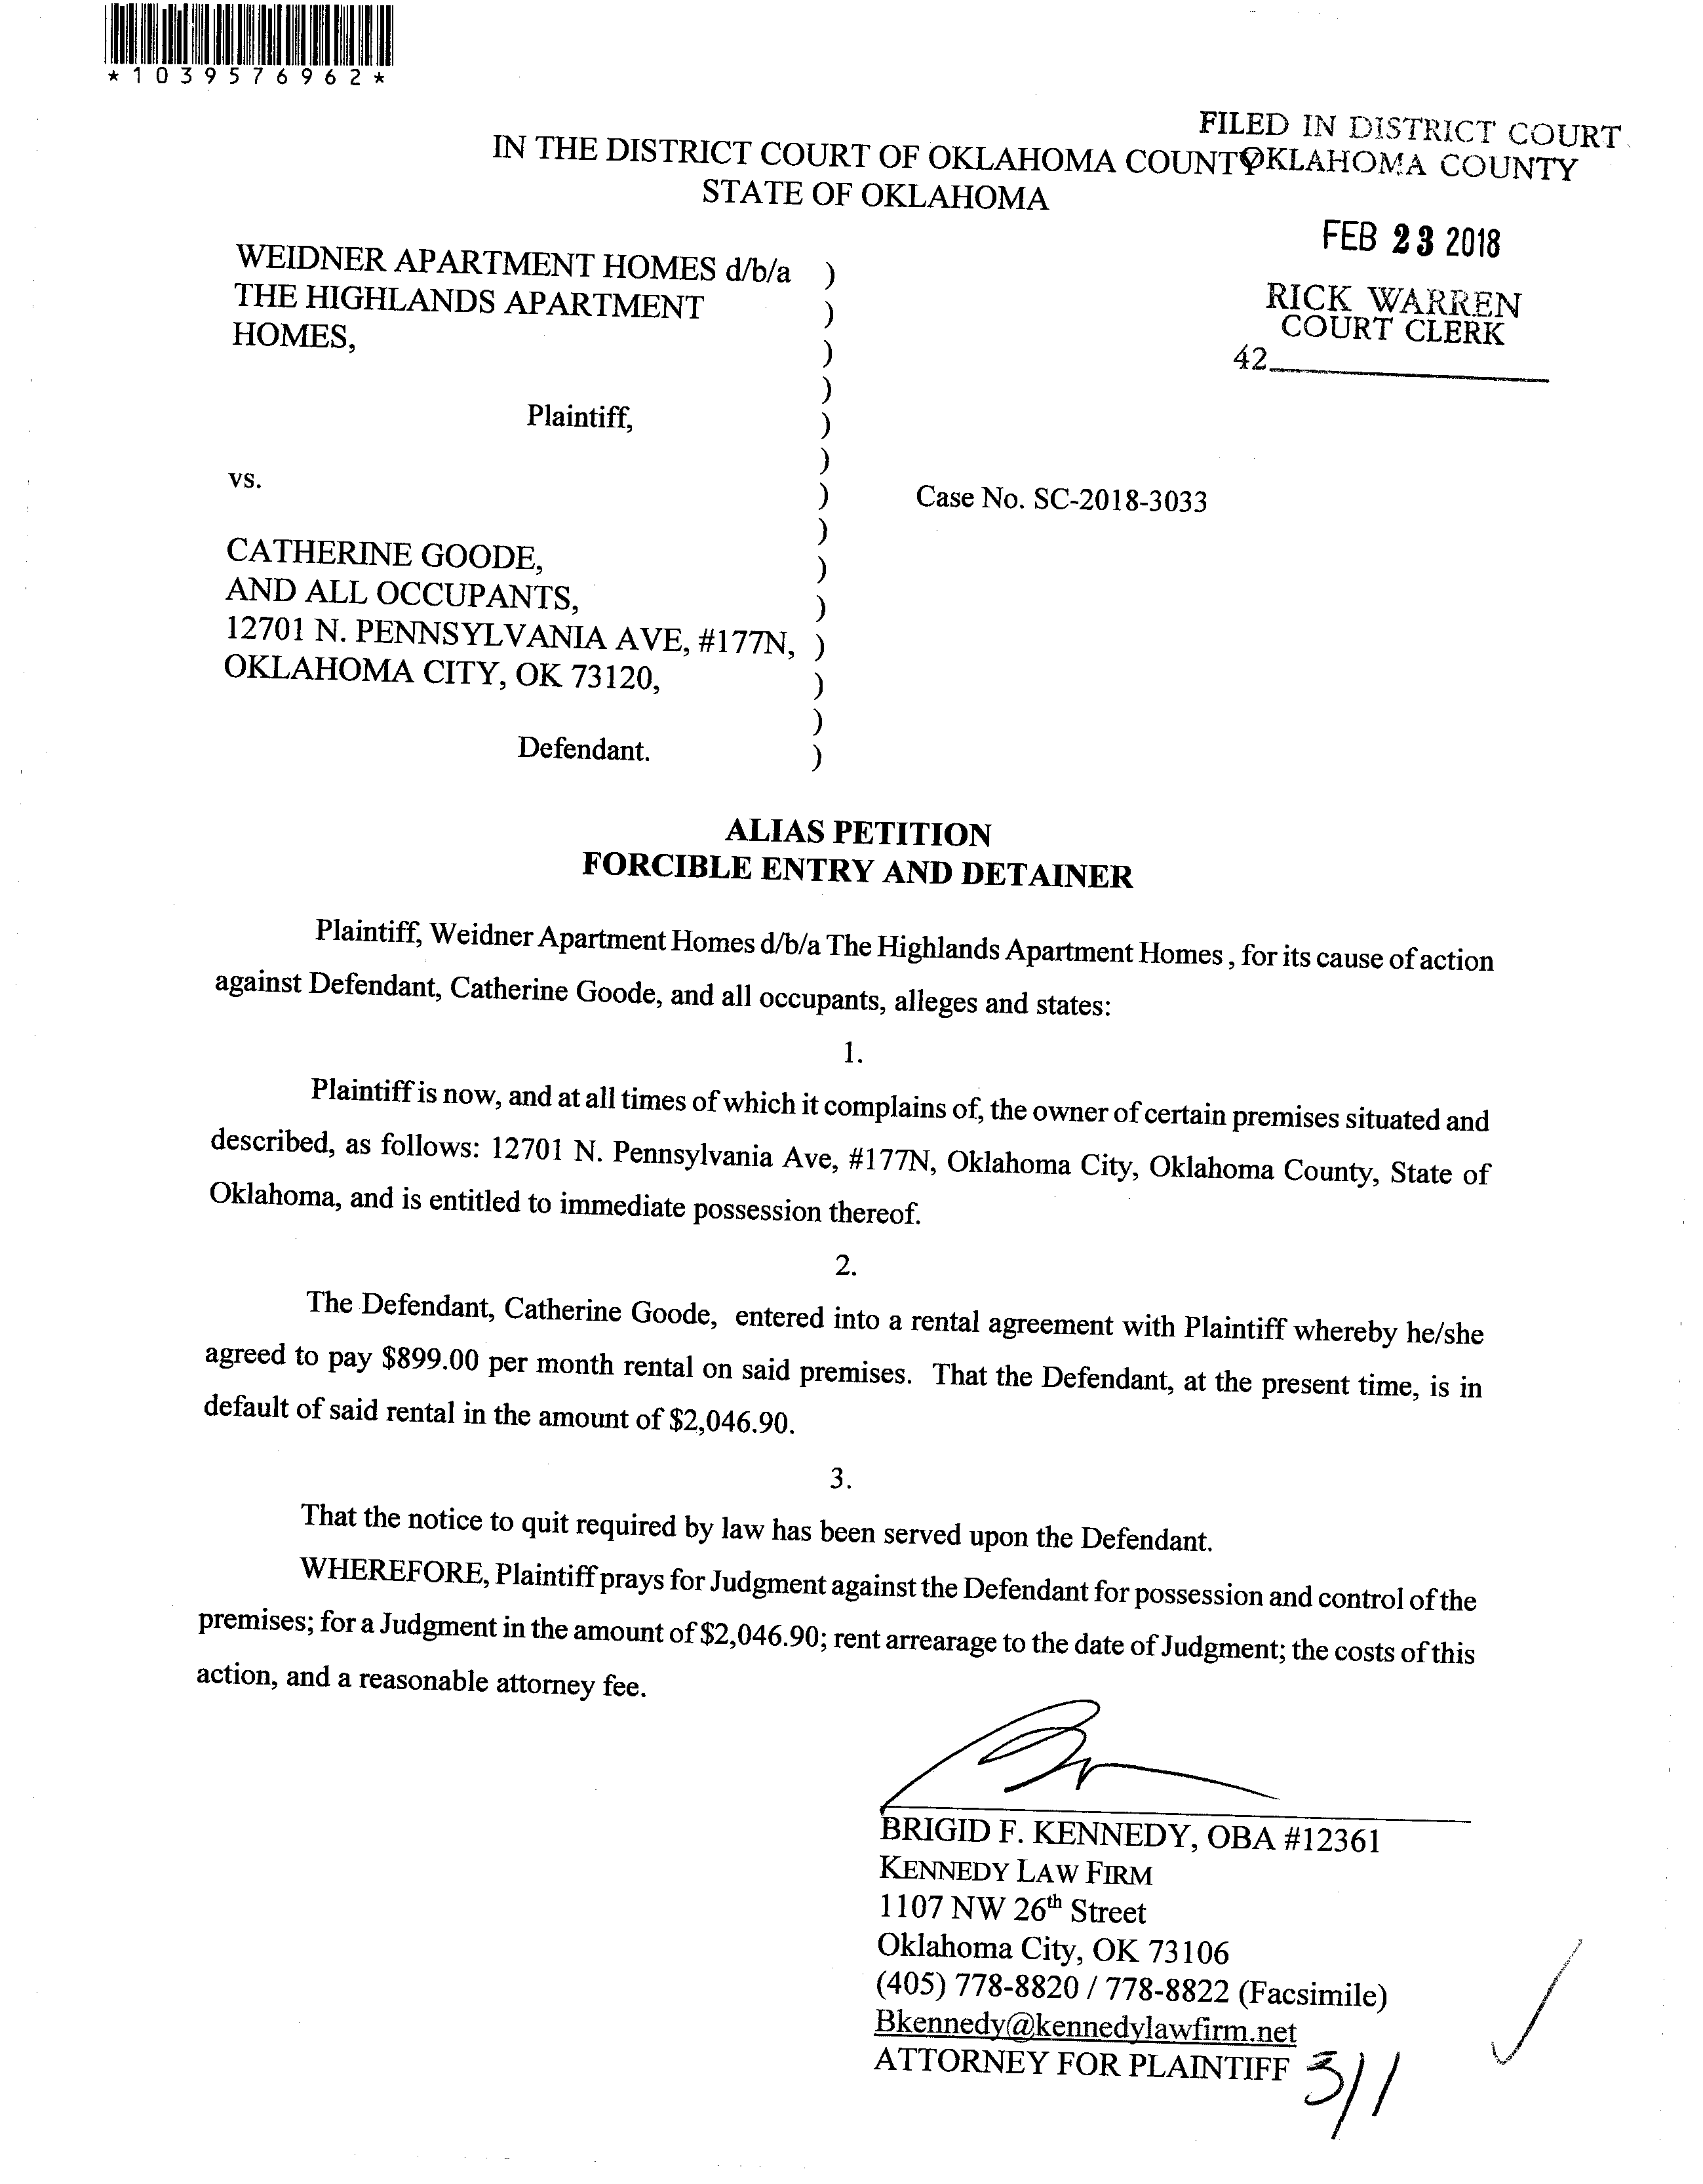 *1039576962*
FILED IN DISTRICT COURT
OKLAHOMA COUNTY
IN THE DISTRICT COURT OF OKLAHOMA COUNTY
STATE OF OKLAHOMA
FEB 23 2018
RICK WARREN
COURT CLERK
42
WEIDNER APARTMENT HOMES d/b/a )
THE HIGHLANDS APARTMENT )
HOMES, )
)
Plaintiff, )
)
vs. )
Case No. SC-2018-3033
)
CATHERINE GOODE, )
AND ALL OCCUPANTS, )
12701 N. PENNSYLVANIA AVE, #177N, )
OKLAHOMA CITY, OK 73120, )
)
Defendant. )
ALIAS PETITION
FORCIBLE ENTRY AND DETAINER
Plaintiff, Weidner Apartment Homes d/b/a The Highlands Apartment Homes , for its cause of action
against Defendant, Catherine Goode, and all occupants, alleges and states:
1.
Plaintiff is now, and at all times of which it complains of, the owner of certain premises situated and
described, as follows: 12701 N. Pennsylvania Ave, #177N, Oklahoma City, Oklahoma County, State of
Oklahoma, and is entitled to immediate possession thereof.
2.
The Defendant, Catherine Goode, entered into a rental agreement with Plaintiff whereby he/she
agreed to pay $899.00 per month rental on said premises. That the Defendant, at the present time, is in
default of said rental in the amount of $2,046.90.
3.
That the notice to quit required by law has been served upon the Defendant.
WHEREFORE, Plaintiff prays for Judgment against the Defendant for possession and control of the
premises; for a Judgment in the amount of $2,046.90; rent arrearage to the date of Judgment; the costs of this
action, and a reasonable attorney fee.
BRIGID F. KENNEDY, OBA #12361
KENNEDY LAW FIRM
1107 NW 26th Street
Oklahoma City, OK 73106
(405) 778-8820 / 778-8822 (Facsimile)
Bkennedy@kennedylawfirm.net
ATTORNEY FOR PLAINTIFF
3/1